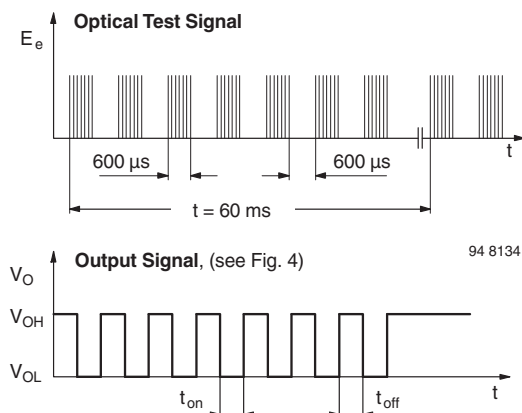 Optical Test Signal
E e
t
600 µs
600 µs
t = 60 ms
94 8134
Output Signal, (see Fig. 4)
V O
V OH
V OL
t on
t off
t